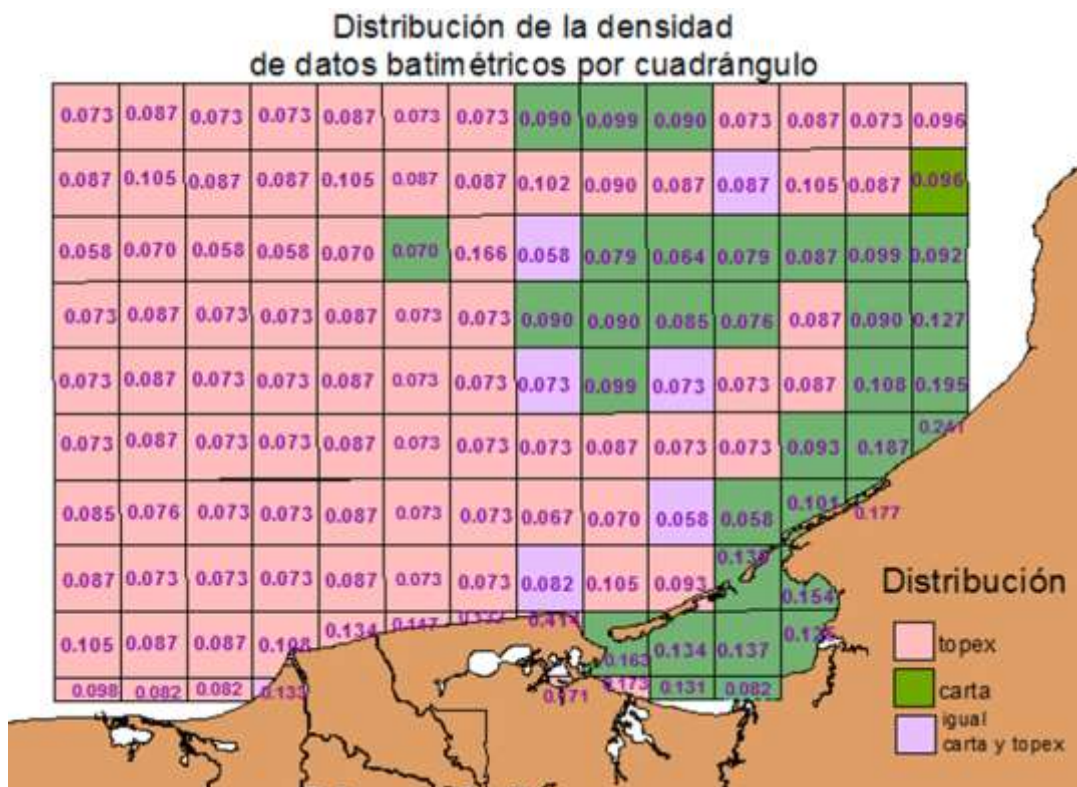 Distribución de la densidad
de datos batimétricos por cuadrángulo
0.073 0.087 0.073 0.073 0.087 0.073 0.073 0.090 0.099 0.090 0.073 0.087 0.073 0.096
0.087 0.105 0.087 0.087 0.105 0.087 0.087 0.102 0.090 0.087 0.087 0.105 0.087 0.096
0.058 0.070 0.058 0.058 0.070 0.070 0.166 0.058 0.079 0.064 0.079 0.087 0.099 0.092
0.073 0.087 0.073 0.073 0.087 0.073 0.073 0.090 0.090 0.085 0.076 0.087 0.090 0.127
0.073 0.087 0.073 0.073 0.087 0.073 0.073 0.073 0.099 0.073 0.073 0.087 0.108 0.195
0.073 0.087 0.073 0.073 0.087 0.073 0.073 0.073 0.087 0.073 0.073 0.093 0.187 0.241
0.085 0.076 0.073 0.073 0.087 0.073 0.073 0.067 0.070 0.058 0.058 0.101 0.177
0.087 0.073 0.073 0.073 0.087 0.073 0.073 0.082 0.105 0.093 0.154
0.105 0.087 0.087 0.108 0.134 0.147 0.163 0.134 0.137
0.098 0.082 0.082 0.133 0.171 0.173 0.131 0.082
Distribución
topex
carta
igual
carta y topex